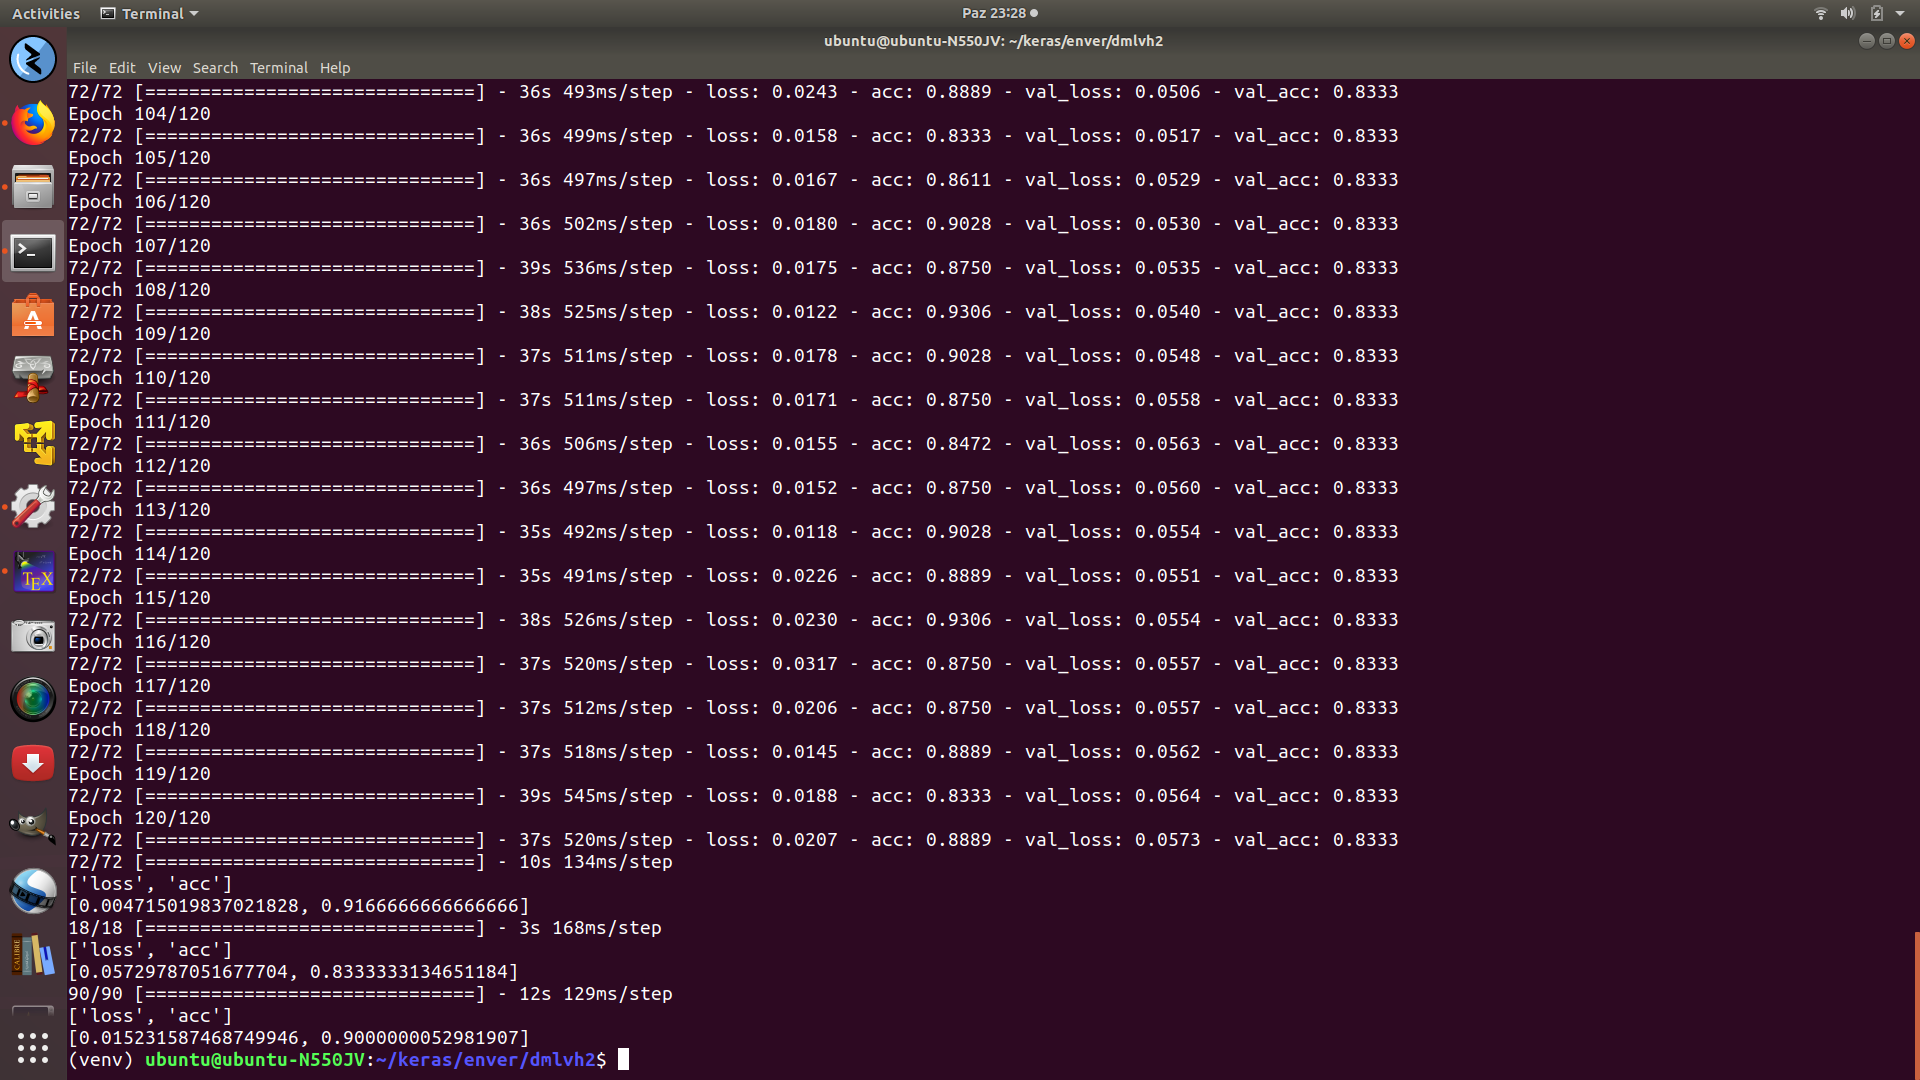 Activities Terminal Paz 23:28
ubuntu@ubuntu-N550JV: ~/keras/enver/dmlvh2
File Edit View Search Terminal Help
72/72 [==============================] - 36s 493ms/step - loss: 0.0243 - acc: 0.8889 - val_loss: 0.0506 - val_acc: 0.8333
Epoch 104/120
72/72 [==============================] - 36s 499ms/step - loss: 0.0158 - acc: 0.8333 - val_loss: 0.0517 - val_acc: 0.8333
Epoch 105/120
72/72 [==============================] - 36s 497ms/step - loss: 0.0167 - acc: 0.8611 - val_loss: 0.0529 - val_acc: 0.8333
Epoch 106/120
72/72 [==============================] - 36s 502ms/step - loss: 0.0180 - acc: 0.9028 - val_loss: 0.0530 - val_acc: 0.8333
Epoch 107/120
72/72 [==============================] - 39s 536ms/step - loss: 0.0175 - acc: 0.8750 - val_loss: 0.0535 - val_acc: 0.8333
Epoch 108/120
72/72 [==============================] - 38s 525ms/step - loss: 0.0122 - acc: 0.9306 - val_loss: 0.0540 - val_acc: 0.8333
Epoch 109/120
72/72 [==============================] - 37s 511ms/step - loss: 0.0178 - acc: 0.9028 - val_loss: 0.0548 - val_acc: 0.8333
Epoch 110/120
72/72 [==============================] - 37s 511ms/step - loss: 0.0171 - acc: 0.8750 - val_loss: 0.0558 - val_acc: 0.8333
Epoch 111/120
72/72 [==============================] - 36s 506ms/step - loss: 0.0155 - acc: 0.8472 - val_loss: 0.0563 - val_acc: 0.8333
Epoch 112/120
72/72 [==============================] - 36s 497ms/step - loss: 0.0152 - acc: 0.8750 - val_loss: 0.0560 - val_acc: 0.8333
Epoch 113/120
72/72 [==============================] - 35s 492ms/step - loss: 0.0118 - acc: 0.9028 - val_loss: 0.0554 - val_acc: 0.8333
Epoch 114/120
72/72 [==============================] - 35s 491ms/step - loss: 0.0226 - acc: 0.8889 - val_loss: 0.0551 - val_acc: 0.8333
Epoch 115/120
72/72 [==============================] - 38s 526ms/step - loss: 0.0230 - acc: 0.9306 - val_loss: 0.0554 - val_acc: 0.8333
Epoch 116/120
72/72 [==============================] - 37s 520ms/step - loss: 0.0317 - acc: 0.8750 - val_loss: 0.0557 - val_acc: 0.8333
Epoch 117/120
72/72 [==============================] - 37s 512ms/step - loss: 0.0206 - acc: 0.8750 - val_loss: 0.0557 - val_acc: 0.8333
Epoch 118/120
72/72 [==============================] - 37s 518ms/step - loss: 0.0145 - acc: 0.8889 - val_loss: 0.0562 - val_acc: 0.8333
Epoch 119/120
72/72 [==============================] - 39s 545ms/step - loss: 0.0188 - acc: 0.8333 - val_loss: 0.0564 - val_acc: 0.8333
Epoch 120/120
72/72 [==============================] - 37s 520ms/step - loss: 0.0207 - acc: 0.8889 - val_loss: 0.0573 - val_acc: 0.8333
72/72 [==============================] - 10s 134ms/step
['loss', 'acc']
[0.004715019837021828, 0.9166666666666666]
18/18 [==============================] - 3s 168ms/step
['loss', 'acc']
[0.05729787051677704, 0.8333333134651184]
90/90 [==============================] - 12s 129ms/step
['loss', 'acc']
[0.015231587468749946, 0.90000000052981907]
(venv) ubuntu@ubuntu-N550JV:~/keras/enver/dmlvh2$
TEX
CALIBRE